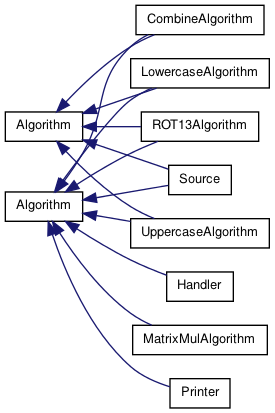 CombineAlgorithm
LowercaseAlgorithm
Algorithm
ROT13Algorithm
Source
Algorithm
UppercaseAlgorithm
Handler
MatrixMulAlgorithm
Printer